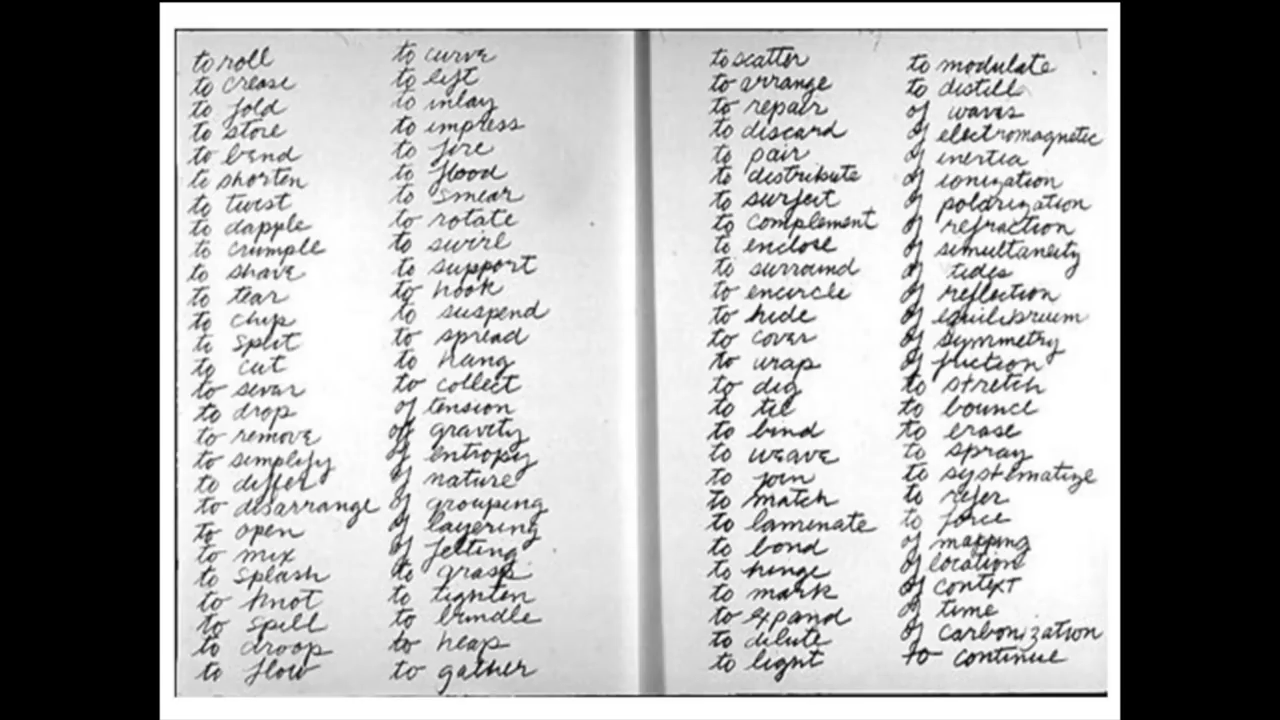 to roll
to crease
to fold
to store
to bend
to shorten
to twist
to dapple
to crumple
to shave
to tear
to chip
to split
to cut
to sever
to drop
to remove
to simplify
to differ
to disarrange
to open
to mix
to splash
to knot
to spill
to droop
to flow
to curve
to lift
to inlay
to impress
to fire
to flood
to smear
to rotate
to swirl
to support
to hook
to suspend
to spread
to hang
to collect
of tension
of gravity
of entropy
of nature
of grouping
of layering
of felting
to grasp
to tighten
to bundle
to heap
to gather
to scatter
to arrange
to repair
to discard
to pair
to distribute
to surfeit
to complement
to enclose
to surround
to encircle
to hide
to cover
to wrap
to dig
to tie
to bind
to weave
to join
to match
to laminate
to bond
to hinge
to mark
to expand
to dilute
to light
to modulate
to distill
of waves
of electromagnetic
of inertia
of ionization
of polarization
of refraction
of simultaneity
of tides
of reflection
of equilibrium
of symmetry
of friction
to stretch
to bounce
to erase
to spray
to systematize
to refer
to force
of mapping
of location
of context
of time
of carbonization
to continue